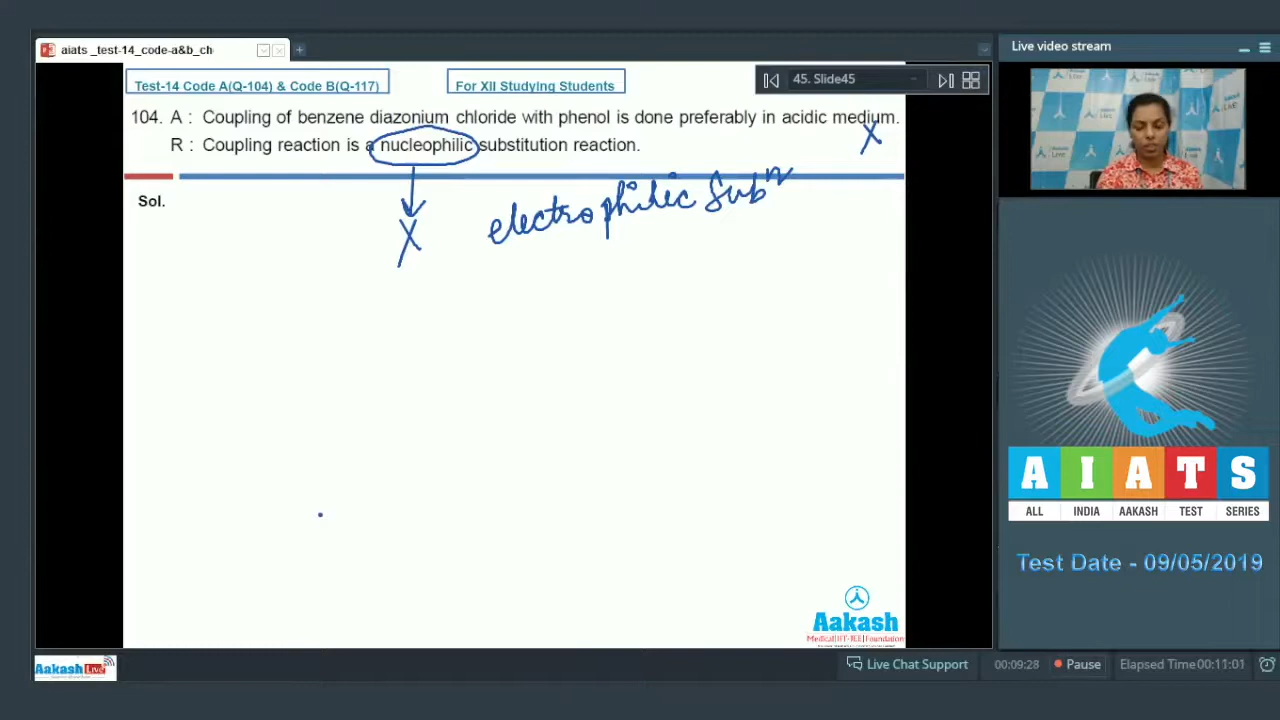 aiats _test-14_code-a&b_ch
Live video stream
Test-14 Code A(Q-104) & Code B(Q-117)
For XII Studying Students
45. Slide45
104. A : Coupling of benzene diazonium chloride with phenol is done preferably in acidic medium.
X
R : Coupling reaction is a nucleophilic substitution reaction.
Sol.
X
electrophilic Subⁿ
AIATS
ALL INDIA AAKASH TEST SERIES
Test Date - 09/05/2019
Aakash
Medical|IIT-JEE|Foundation
Aakash Live
Live Chat Support
00:09:28
Pause
Elapsed Time 00:11:01